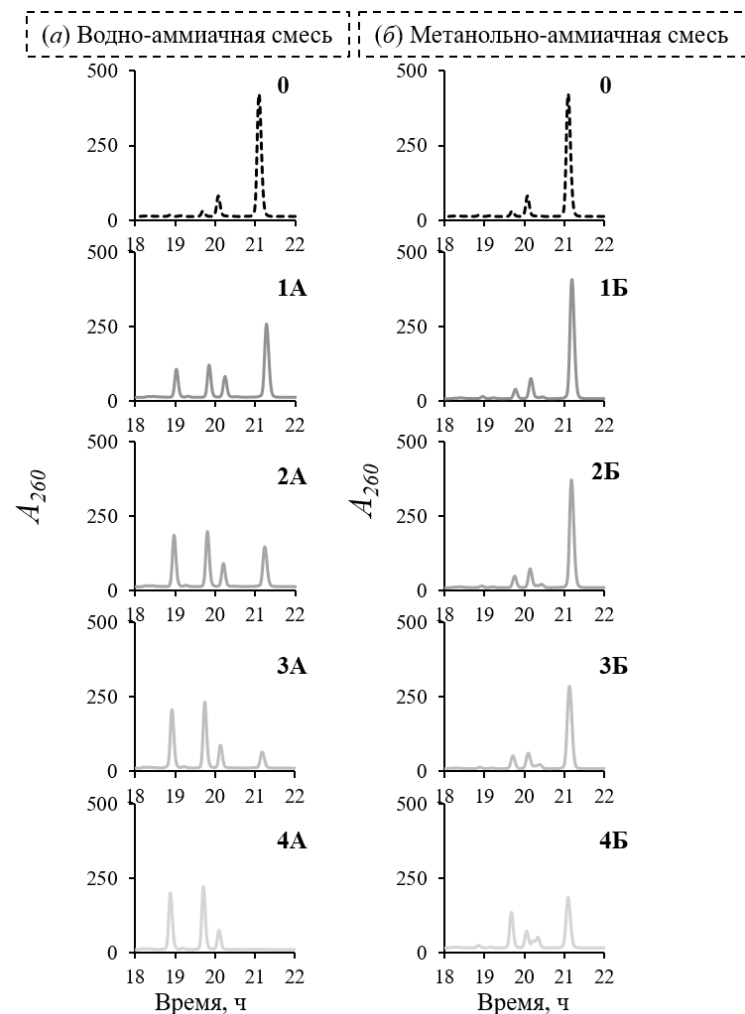 (а) Водно-аммиачная смесь (б) Метанольно-аммиачная смесь
500 0 500 0
250 250
0 0
18 19 20 21 22 18 19 20 21 22
500 1А 500 1Б
250 250
0 0
18 19 20 21 22 18 19 20 21 22
500 2А 500 2Б
A260 250 A260 250
0 0
18 19 20 21 22 18 19 20 21 22
500 3А 500 3Б
250 250
0 0
18 19 20 21 22 18 19 20 21 22
500 4А 500 4Б
250 250
0 0
18 19 20 21 22 18 19 20 21 22
Время, ч Время, ч